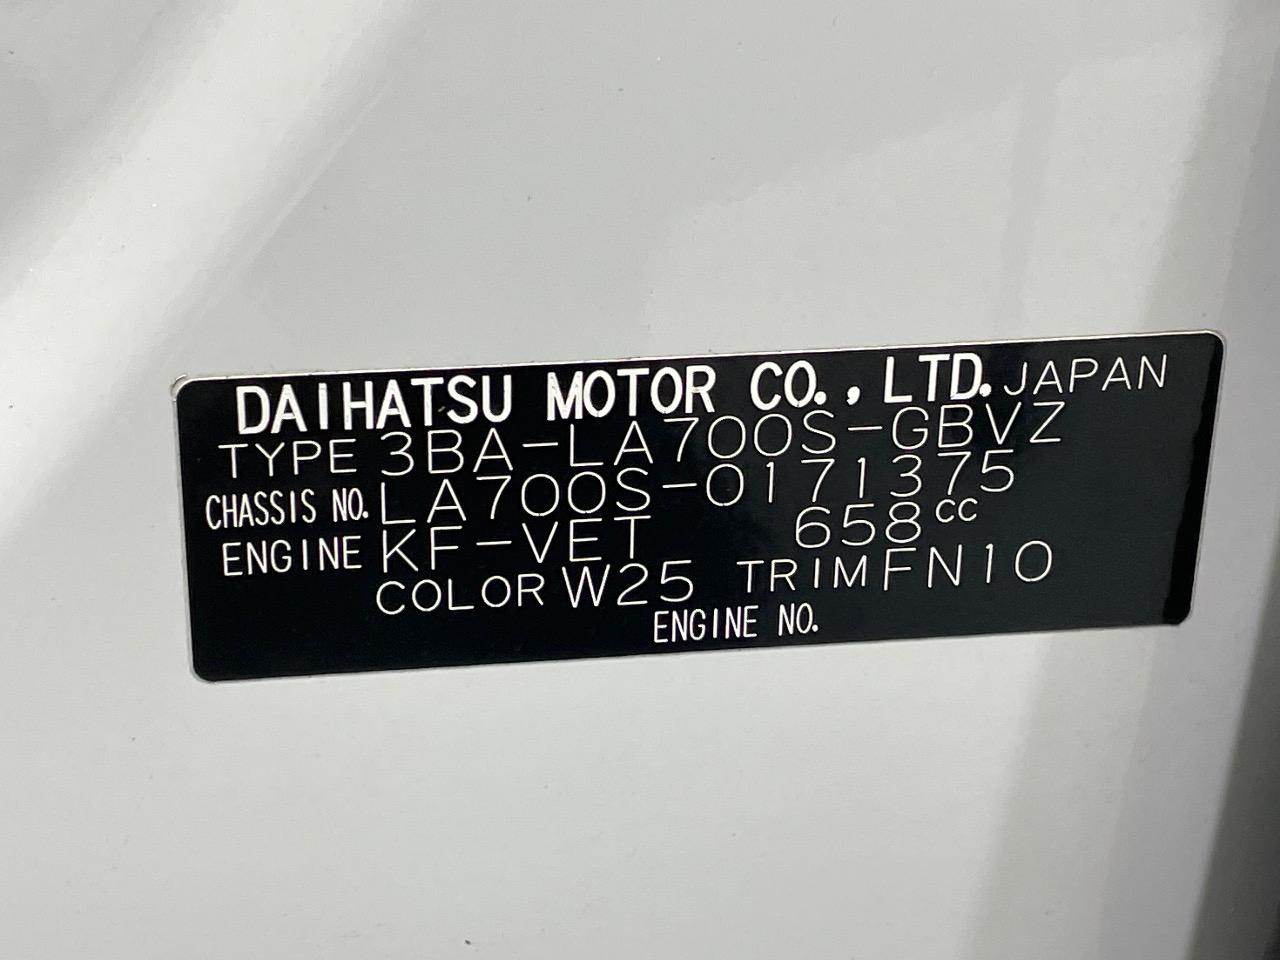 DAIHATSU MOTOR CO., LTD. JAPAN
TYPE 3BA-LA700S-GBVZ
CHASSIS NO. LA700S-0171375
ENGINE KF-VET 658cc
COLOR W25 TRIM FN10
ENGINE NO.